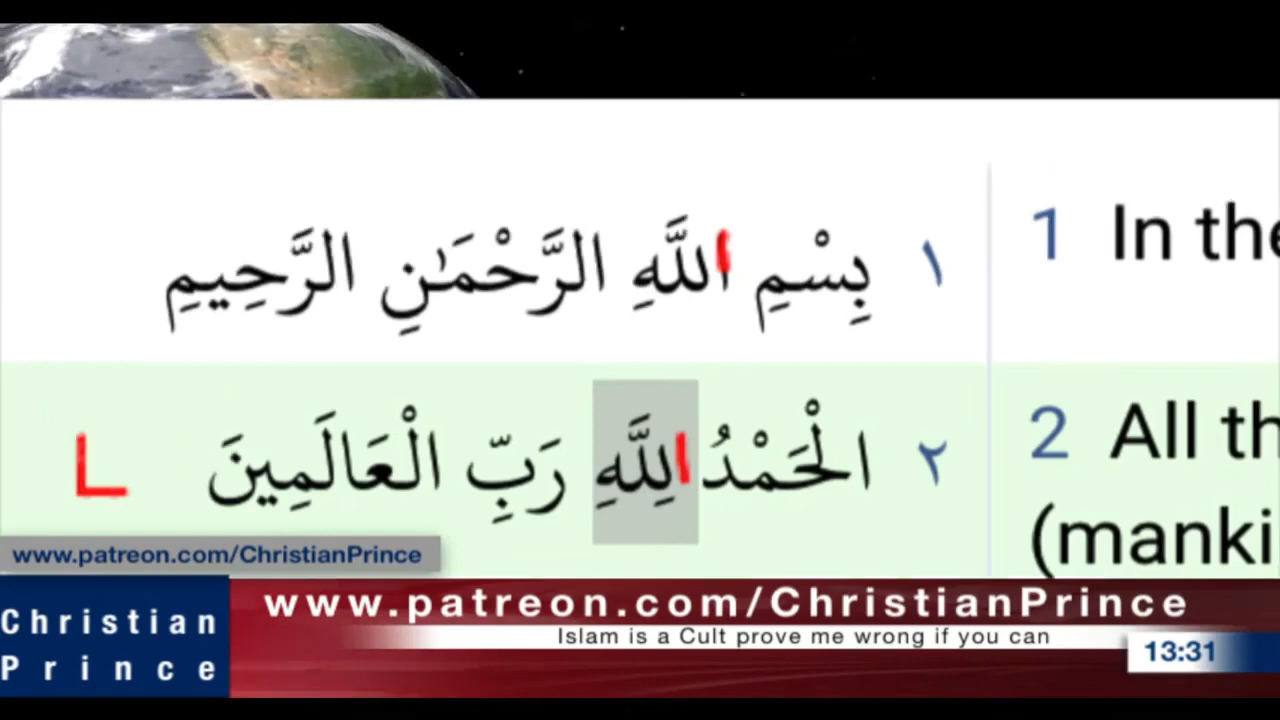 ١ بِسْمِ اللَّهِ الرَّحْمَٰنِ الرَّحِيمِ
1 In the
٢ الْحَمْدُ لِلَّهِ رَبِّ الْعَالَمِينَ
L
2 All th
(manki
www.patreon.com/ChristianPrince
Christian
Prince
www.patreon.com/ChristianPrince
Islam is a Cult prove me wrong if you can
13:31